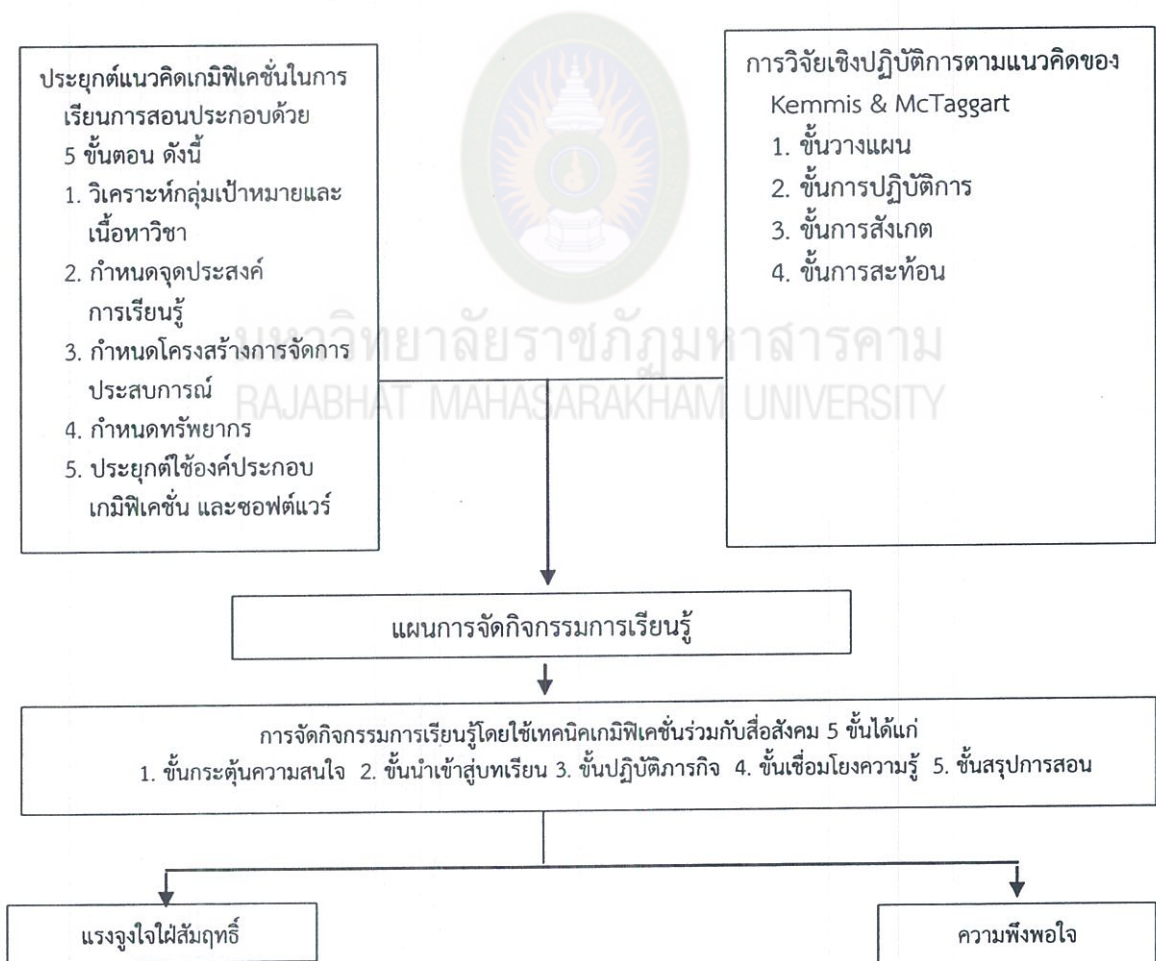 ประยุกต์แนวคิดเกมิฟิเคชั่นในการ
เรียนการสอนประกอบด้วย
5 ขั้นตอน ดังนี้
1. วิเคราะห์กลุ่มเป้าหมายและ
เนื้อหาวิชา
2. กำหนดจุดประสงค์
การเรียนรู้
3. กำหนดโครงสร้างการจัดการ
ประสบการณ์
4. กำหนดทรัพยากร
5. ประยุกต์ใช้องค์ประกอบ
เกมิฟิเคชั่น และซอฟต์แวร์
การวิจัยเชิงปฏิบัติการตามแนวคิดของ
Kemmis & McTaggart
1. ขั้นวางแผน
2. ขั้นการปฏิบัติการ
3. ขั้นการสังเกต
4. ขั้นการสะท้อน
มหาวิทยาลัยราชภัฏมหาสารคาม
RAJABHAT MAHASARAKHAM UNIVERSITY
แผนการจัดกิจกรรมการเรียนรู้
การจัดกิจกรรมการเรียนรู้โดยใช้เทคนิคเกมิฟิเคชั่นร่วมกับสื่อสังคม 5 ขั้นได้แก่
1. ขั้นกระตุ้นความสนใจ 2. ขั้นนำเข้าสู่บทเรียน 3. ขั้นปฏิบัติภารกิจ 4. ขั้นเชื่อมโยงความรู้ 5. ชั้นสรุปการสอน
แรงจูงใจใฝ่สัมฤทธิ์
ความพึงพอใจ